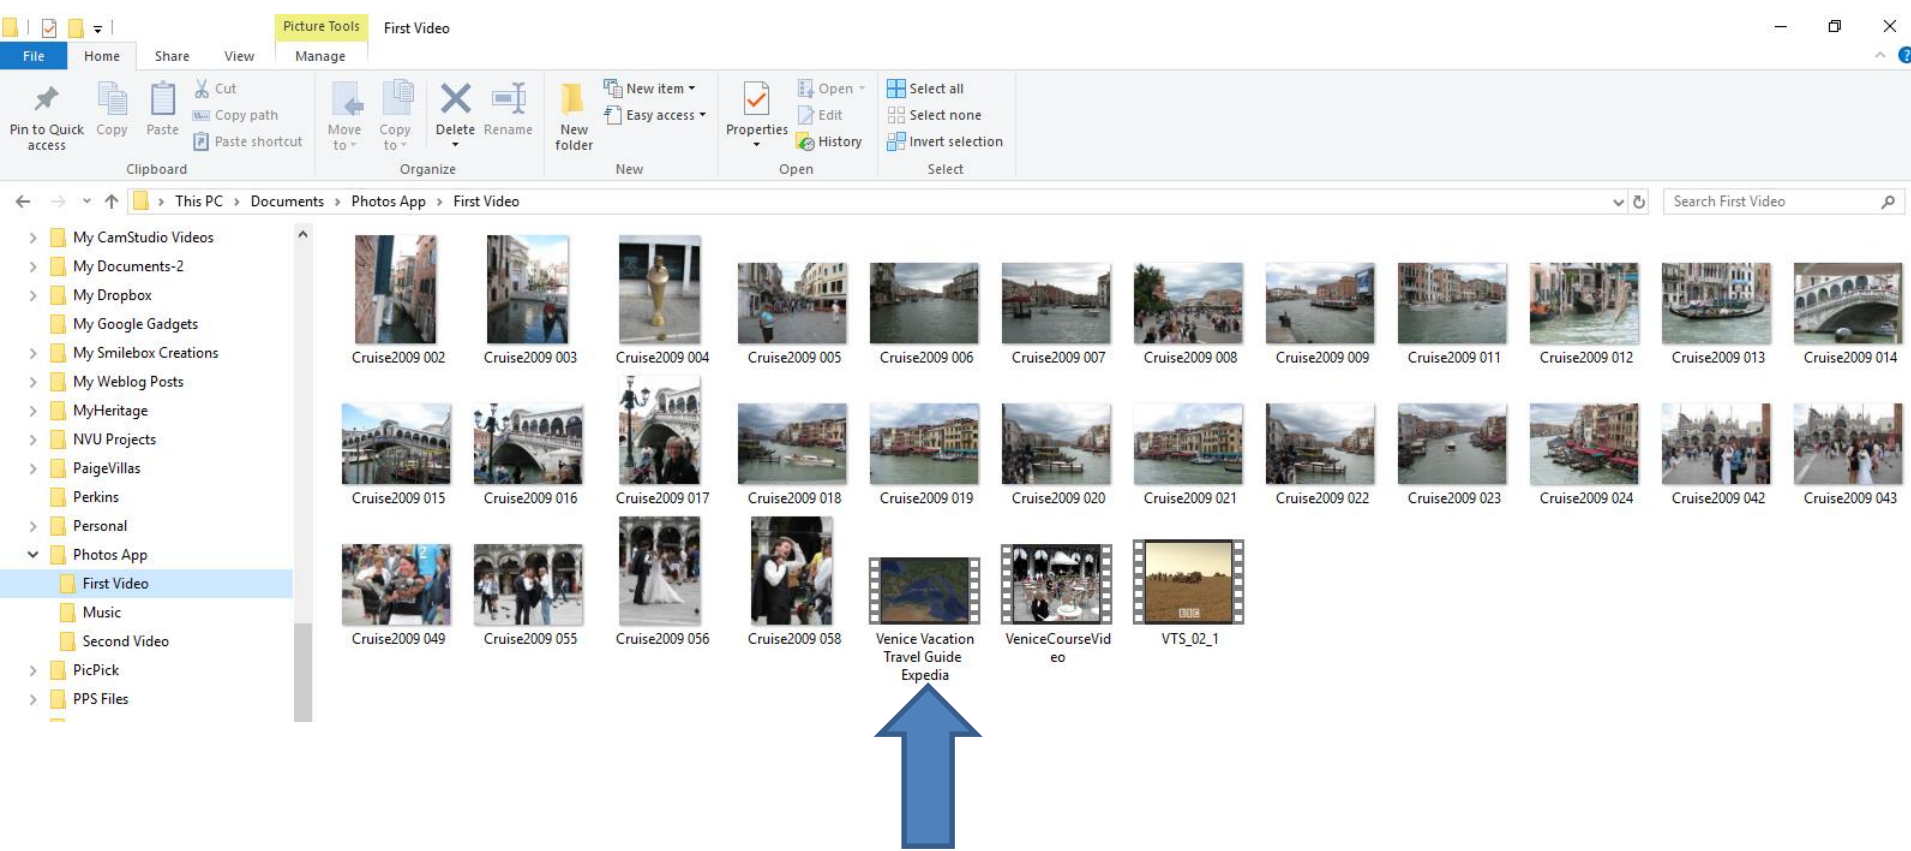 Picture Tools First Video
File Home Share View Manage
Pin to Quick access
Copy
Paste
Cut
Copy path
Paste shortcut
Move to
Copy to
Delete
Rename
New folder
New item
Easy access
Properties
Open
Edit
History
Select all
Select none
Invert selection
Clipboard Organize New Open Select
This PC > Documents > Photos App > First Video
Search First Video
My CamStudio Videos
My Documents-2
My Dropbox
My Google Gadgets
My Smilebox Creations
My Weblog Posts
MyHeritage
NVU Projects
PaigeVillas
Perkins
Personal
Photos App
First Video
Music
Second Video
PicPick
PPS Files
Cruise2009 002 Cruise2009 003 Cruise2009 004 Cruise2009 005 Cruise2009 006 Cruise2009 007 Cruise2009 008 Cruise2009 009 Cruise2009 011 Cruise2009 012 Cruise2009 013 Cruise2009 014
Cruise2009 015 Cruise2009 016 Cruise2009 017 Cruise2009 018 Cruise2009 019 Cruise2009 020 Cruise2009 021 Cruise2009 022 Cruise2009 023 Cruise2009 024 Cruise2009 042 Cruise2009 043
BBC
Cruise2009 049 Cruise2009 055 Cruise2009 056 Cruise2009 058
Venice Vacation
Travel Guide
Expedia
VeniceCourseVid
eo
VTS_02_1